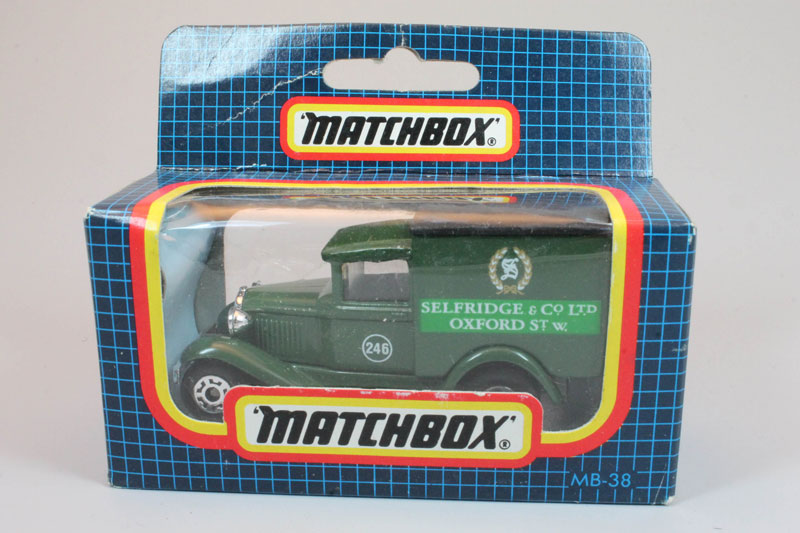 'MATCHBOX'®
S
SELFRIDGE & Cº LTD
OXFORD ST W.
246
'MATCHBOX'®
MB-38